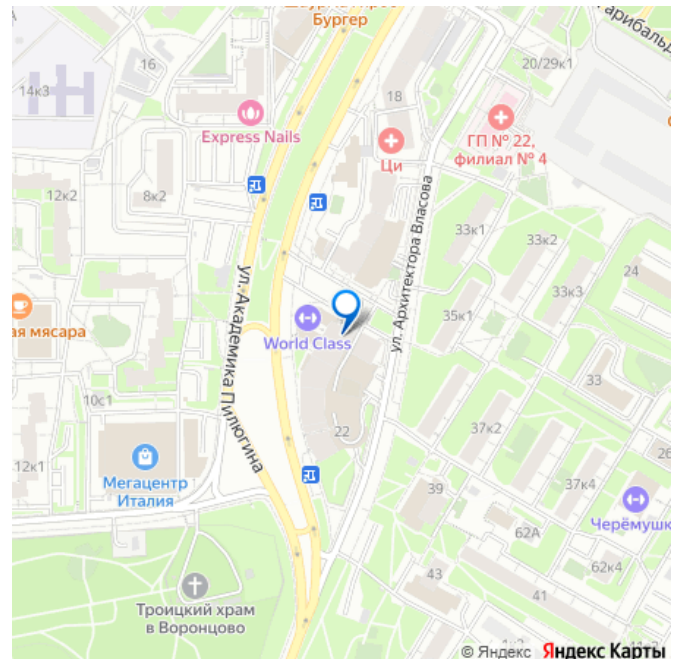 Бургер
16
20/29к1
14к3
18
Express Nails
ГП № 22,
филиал № 4
Ци
12к2
8к2
ул. Архитектора Власова
33к1
33к2
24
33к3
ул. Академика Пилюгина
35к1
World Class
ая мясара
33
10с1
22
37к2
26
12к1
Мегацентр
Италия
39
37к4
62А
Черёмушк
43
62к4
41
Троицкий храм
в Воронцово
© Яндекс Яндекс Карты